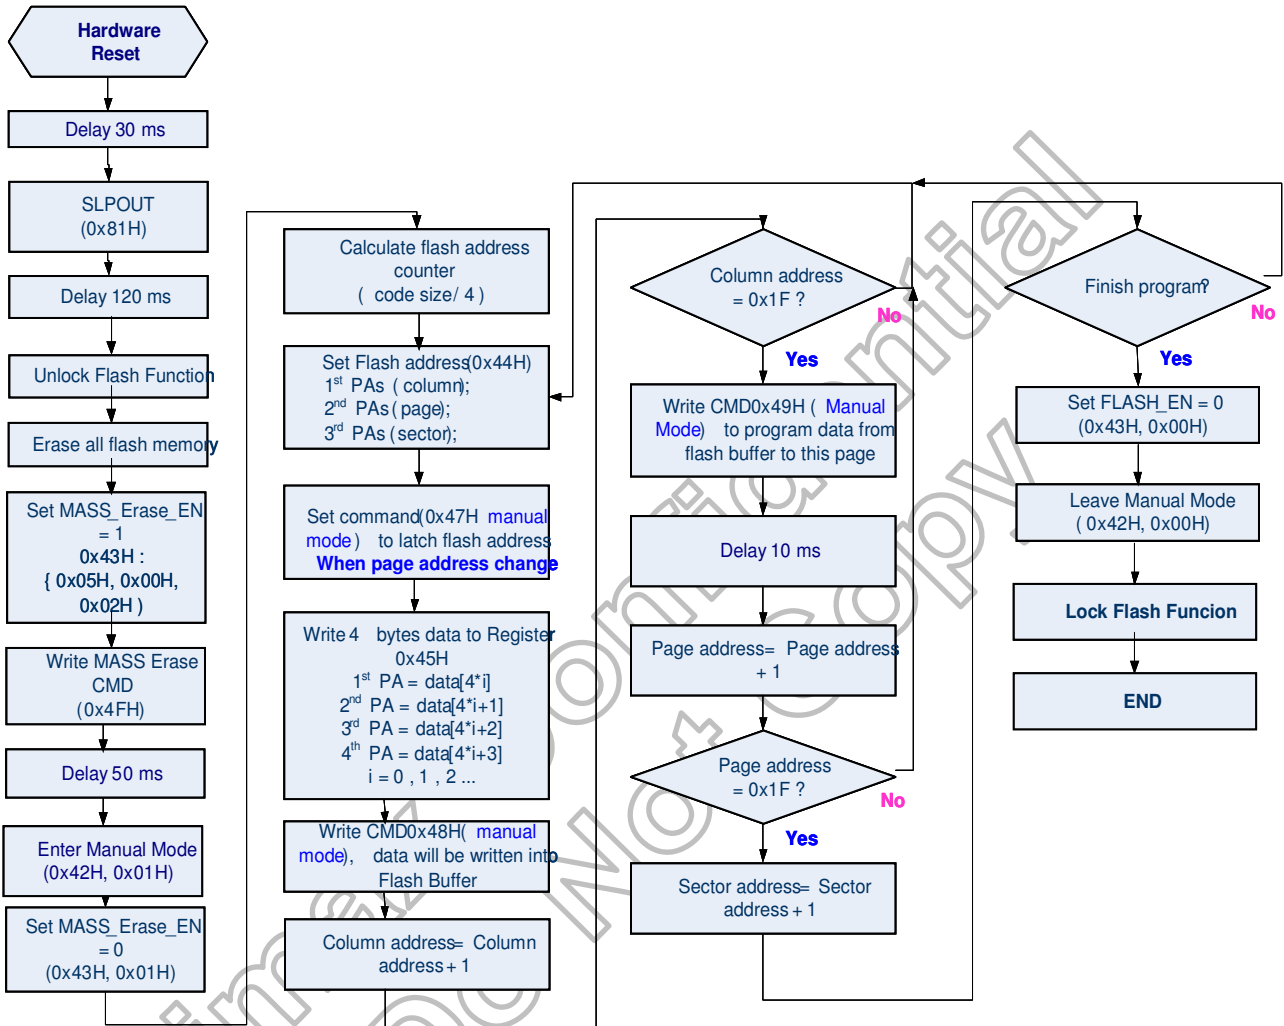 Hardware
Reset
Delay 30 ms
SLPOUT
(0x81H)
Delay 120 ms
Unlock Flash Function
Erase all flash memory
Set MASS_Erase_EN
= 1
0x43H :
{ 0x05H, 0x00H,
0x02H )
Write MASS Erase
CMD
(0x4FH)
Delay 50 ms
Enter Manual Mode
(0x42H, 0x01H)
Set MASS_Erase_EN
= 0
(0x43H, 0x01H)
Calculate flash address
counter
( code size / 4 )
Set Flash address(0x44H)
1st PAs ( column);
2nd PAs ( page);
3rd PAs (sector);
Set command(0x47H manual
mode ) to latch flash address
When page address change
Write 4 bytes data to Register
0x45H
1st PA = data[4*i]
2nd PA = data[4*i+1]
3rd PA = data[4*i+2]
4th PA = data[4*i+3]
i = 0 , 1 , 2 ...
Write CMD0x48H( manual
mode), data will be written into
Flash Buffer
Column address= Column
address + 1
Column address
= 0x1F ?
No
Yes
Write CMD0x49H ( Manual
Mode) to program data from
flash buffer to this page
Delay 10 ms
Page address= Page address
+ 1
Page address
= 0x1F ?
No
Yes
Sector address= Sector
address + 1
Finish program?
No
Yes
Set FLASH_EN = 0
(0x43H, 0x00H)
Leave Manual Mode
( 0x42H, 0x00H)
Lock Flash Funcion
END
Not Copy